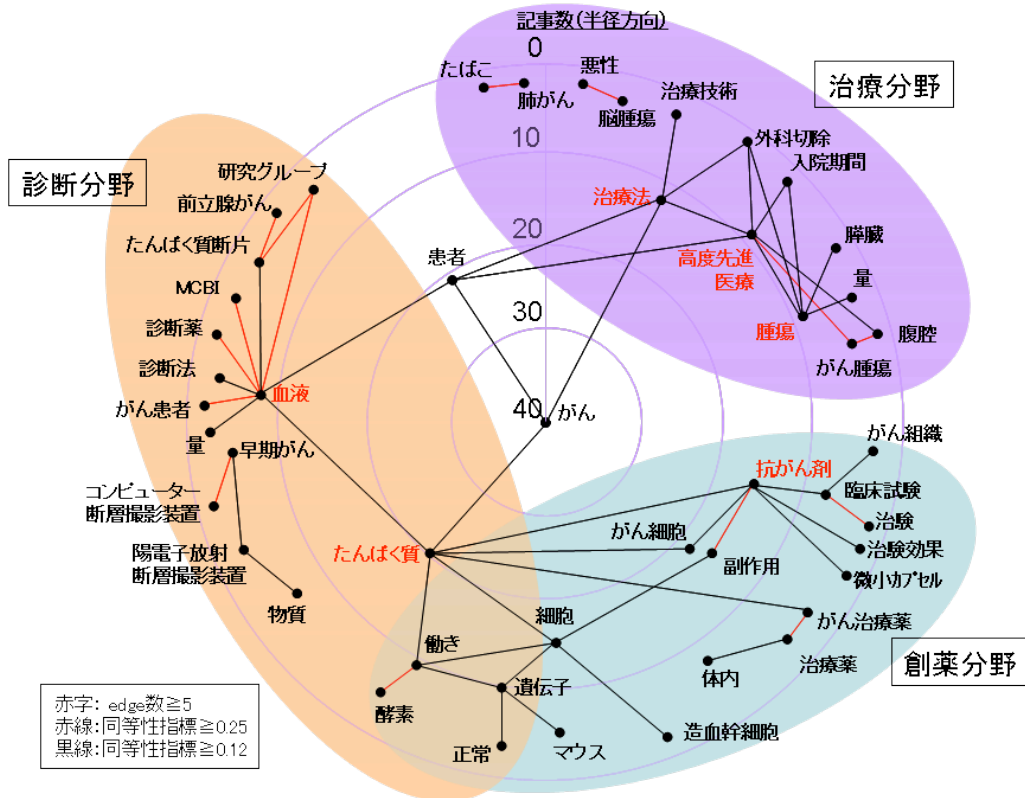 記事数(半径方向)
0
たばこ
肺がん
悪性
脳腫瘍
治療技術
治療分野
10
外科切除
入院期間
診断分野
研究グループ
前立腺がん
治療法
たんぱく質断片
20
患者
高度先進
医療
膵臓
MCBI
量
診断薬
30
腫瘍
腹腔
がん腫瘍
診断法
血液
がん患者
40
がん
量
早期がん
がん組織
抗がん剤
コンピューター
断層撮影装置
臨床試験
治験
たんぱく質
がん細胞
副作用
治験効果
陽電子放射
断層撮影装置
微小カプセル
物質
細胞
がん治療薬
働き
治療薬
創薬分野
体内
遺伝子
酵素
赤字: edge数≧5
赤線:同等性指標≧0.25
黒線:同等性指標≧0.12
正常
マウス
造血幹細胞